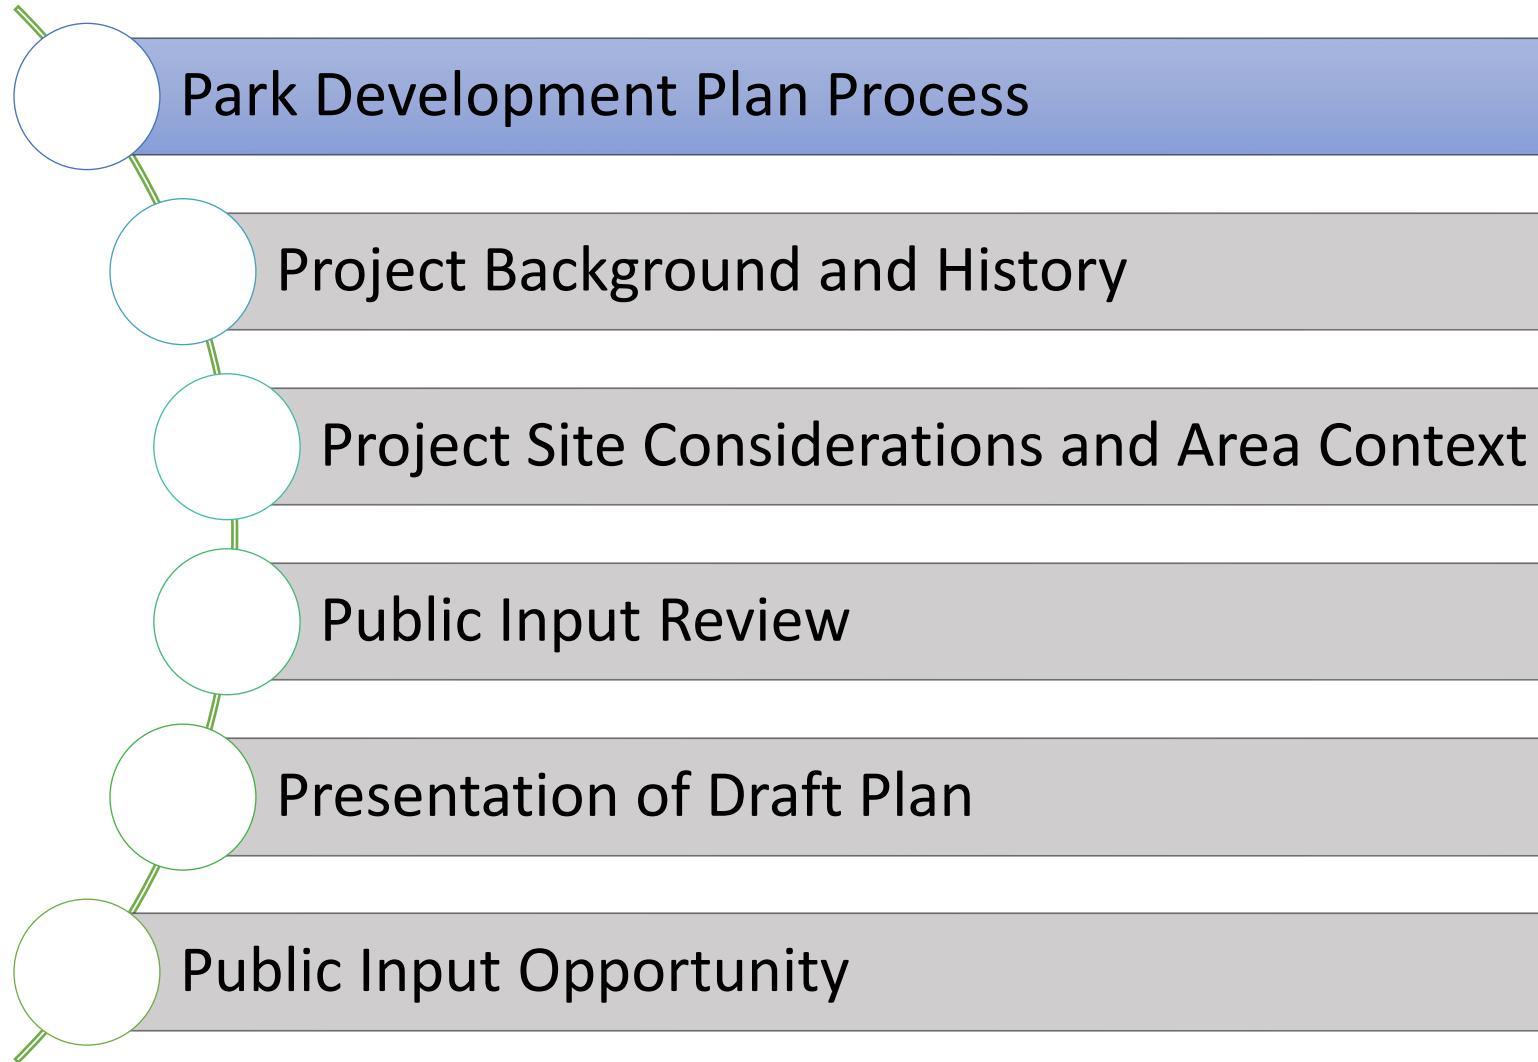 Park Development Plan Process
Project Background and History
Project Site Considerations and Area Context
Public Input Review
Presentation of Draft Plan
Public Input Opportunity